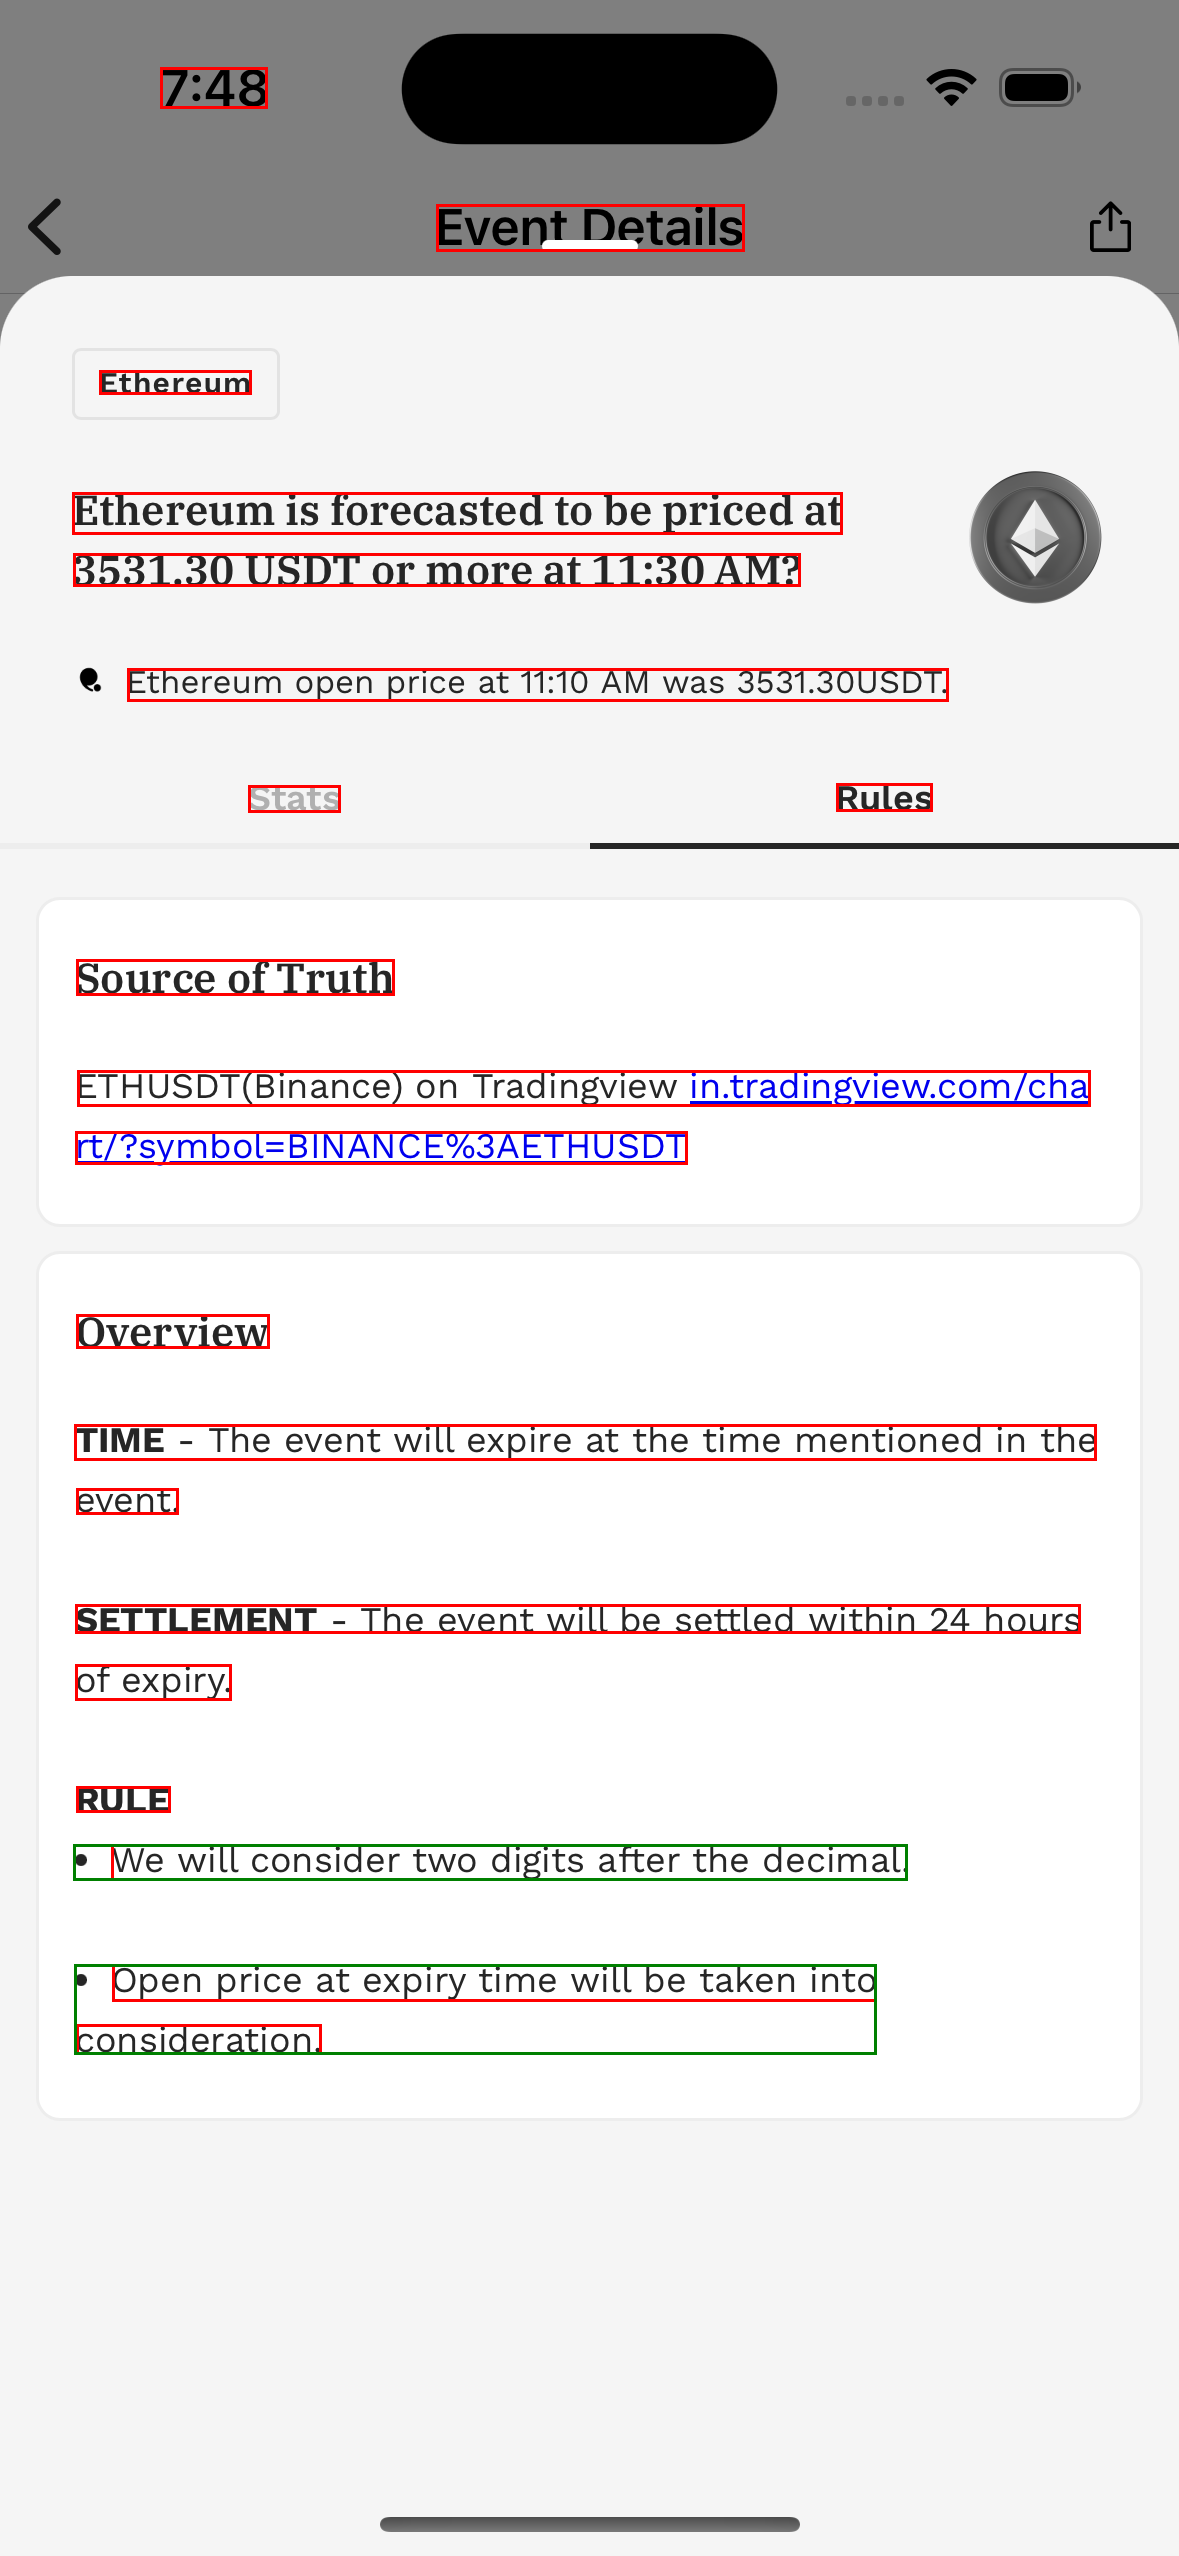 7:48
Event Details
Ethereum
Ethereum is forecasted to be priced at
3531.30 USDT or more at 11:30 AM?
Ethereum open price at 11:10 AM was 3531.30USDT.
Stats
Rules
Source of Truth
ETHUSDT(Binance) on Tradingview in.tradingview.com/cha
rt/?symbol=BINANCE%3AETHUSDT
Overview
TIME - The event will expire at the time mentioned in the
event.
SETTLEMENT - The event will be settled within 24 hours
of expiry.
RULE
• We will consider two digits after the decimal.
• Open price at expiry time will be taken into
consideration.